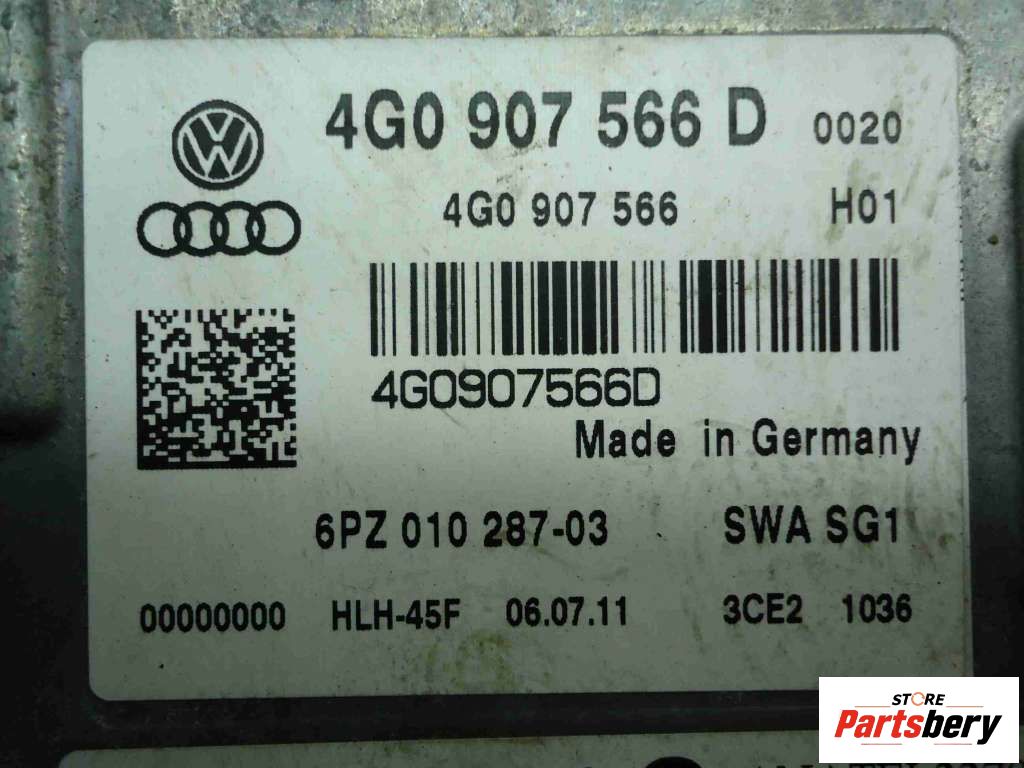 4G0 907 566 D 0020
4G0 907 566 H01
4G0907566D
Made in Germany
6PZ 010 287-03 SWA SG1
00000000 HLH-45F 06.07.11 3CE2 1036
STORE
Partsbery